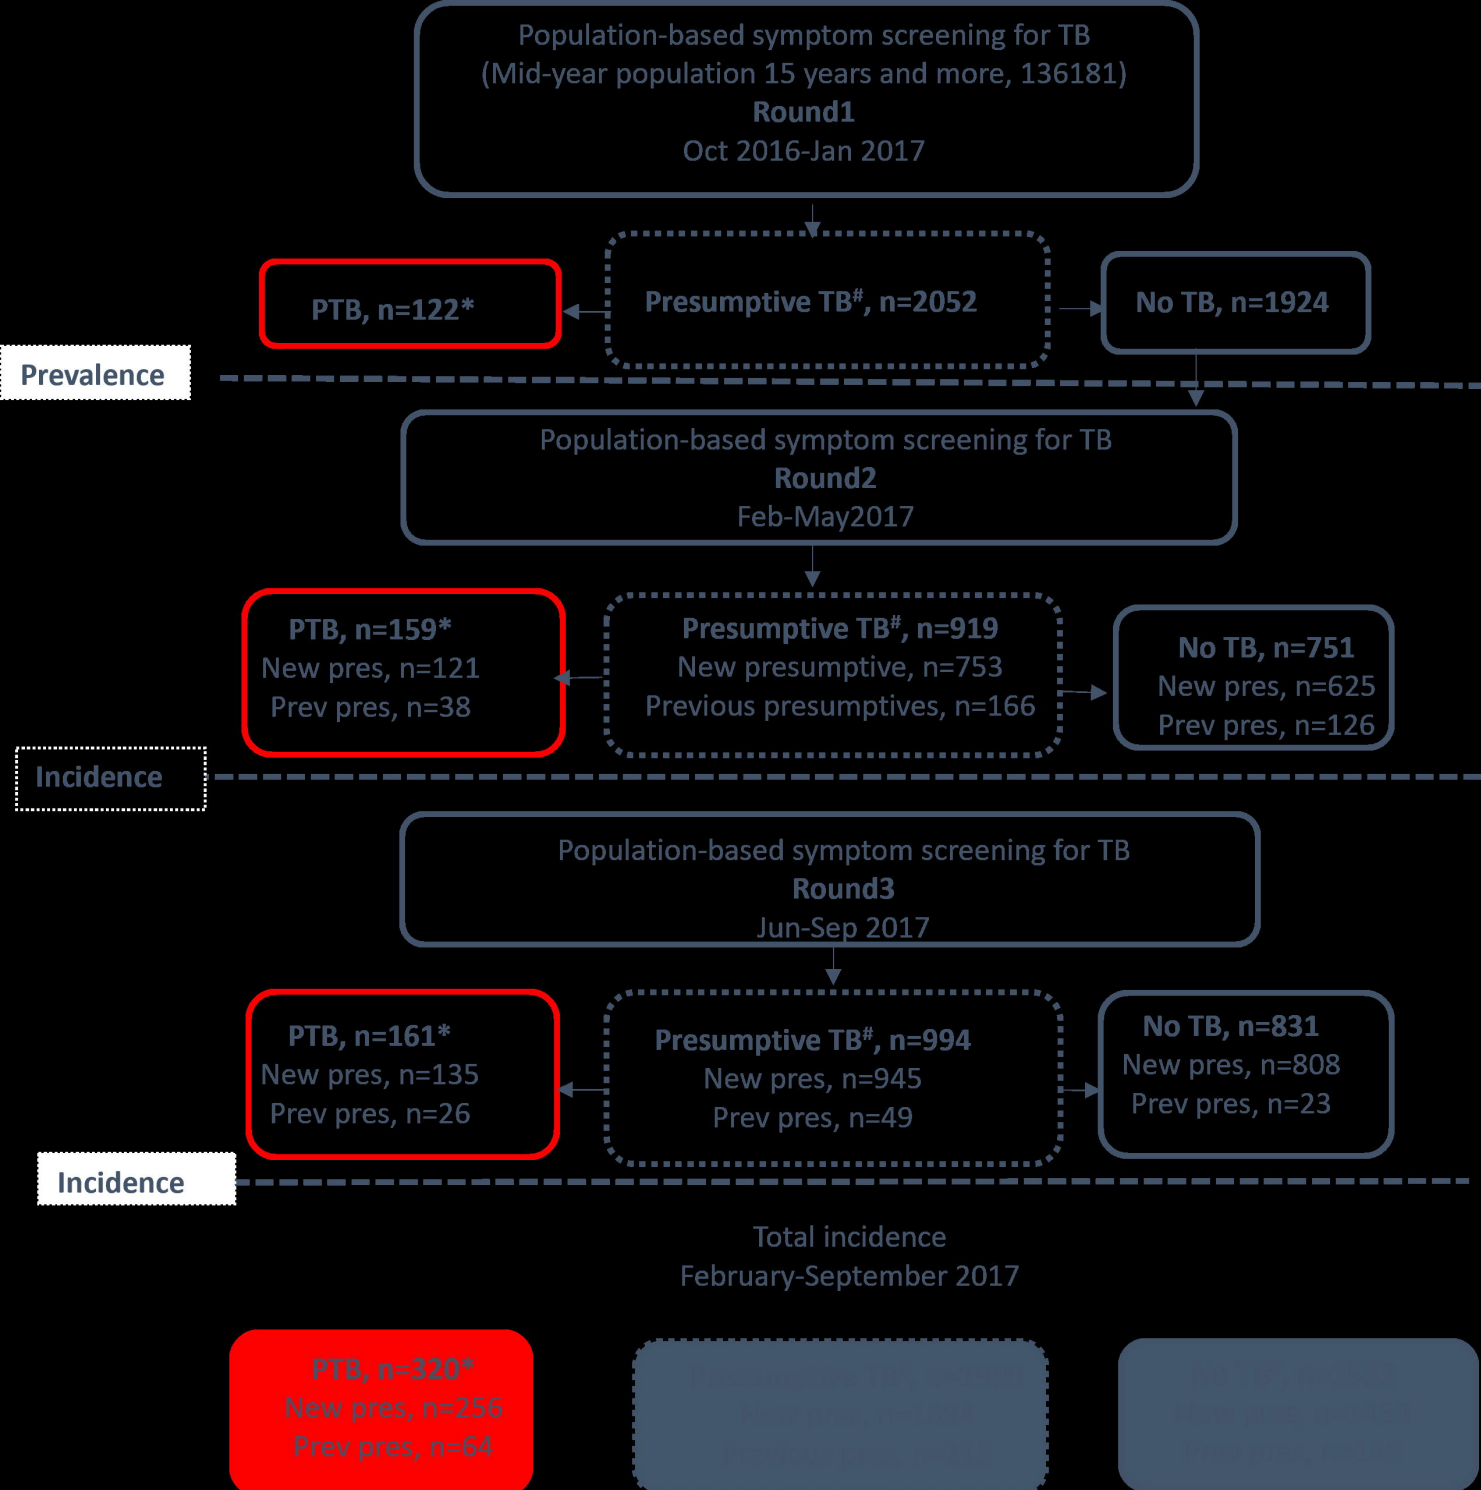 Population-based symptom screening for TB
(Mid-year population 15 years and more, 136181)
Round1
Oct 2016-Jan 2017
PTB, n=122*
Presumptive TB#, n=2052
No TB, n=1924
Prevalence
Population-based symptom screening for TB
Round2
Feb-May2017
PTB, n=159*
New pres, n=121
Prev pres, n=38
Presumptive TB#, n=919
New presumptive, n=753
Previous presumptives, n=166
No TB, n=751
New pres, n=625
Prev pres, n=126
Incidence
Population-based symptom screening for TB
Round3
Jun-Sep 2017
PTB, n=161*
New pres, n=135
Prev pres, n=26
Presumptive TB#, n=994
New pres, n=945
Prev pres, n=49
No TB, n=831
New pres, n=808
Prev pres, n=23
Incidence
Total incidence
February-September 2017
PTB, n=320*
New pres, n=256
Prev pres, n=64